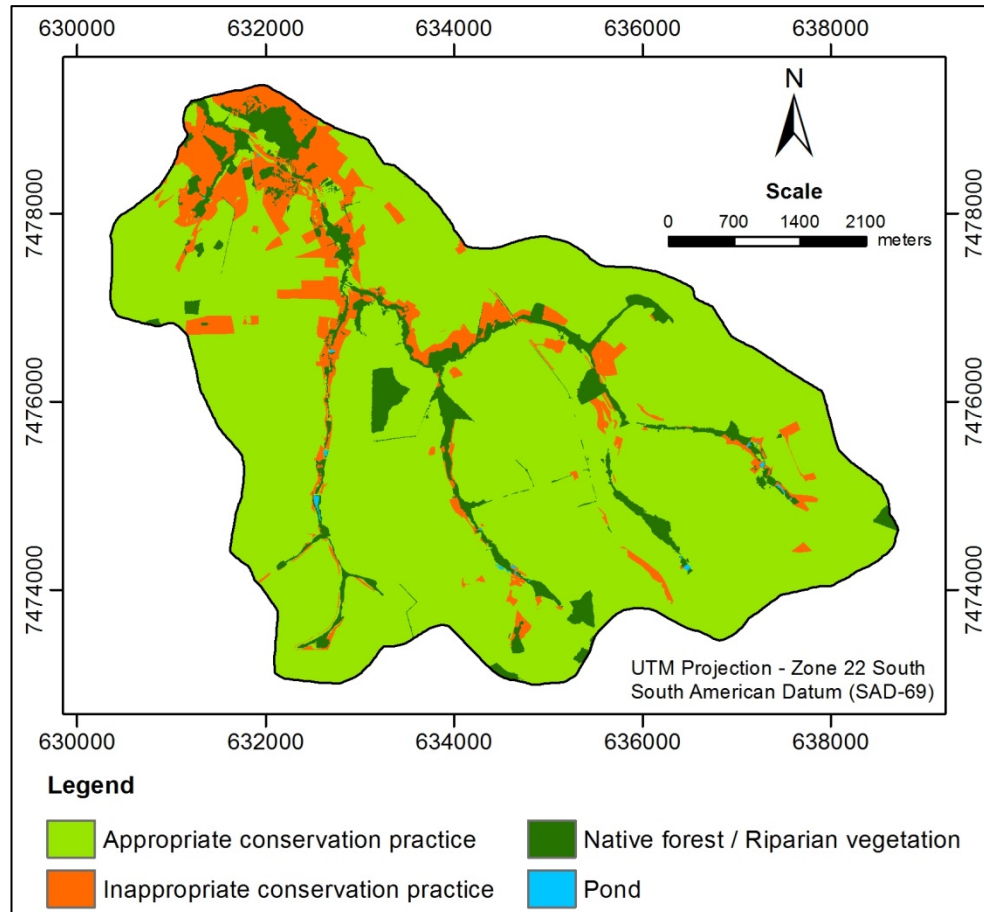 630000 632000 634000 636000 638000
N
Scale
0 700 1400 2100
meters
7478000 7478000
7476000 7476000
7474000 7474000
UTM Projection - Zone 22 South
South American Datum (SAD-69)
630000 632000 634000 636000 638000
Legend
Appropriate conservation practice Native forest / Riparian vegetation
Inappropriate conservation practice Pond